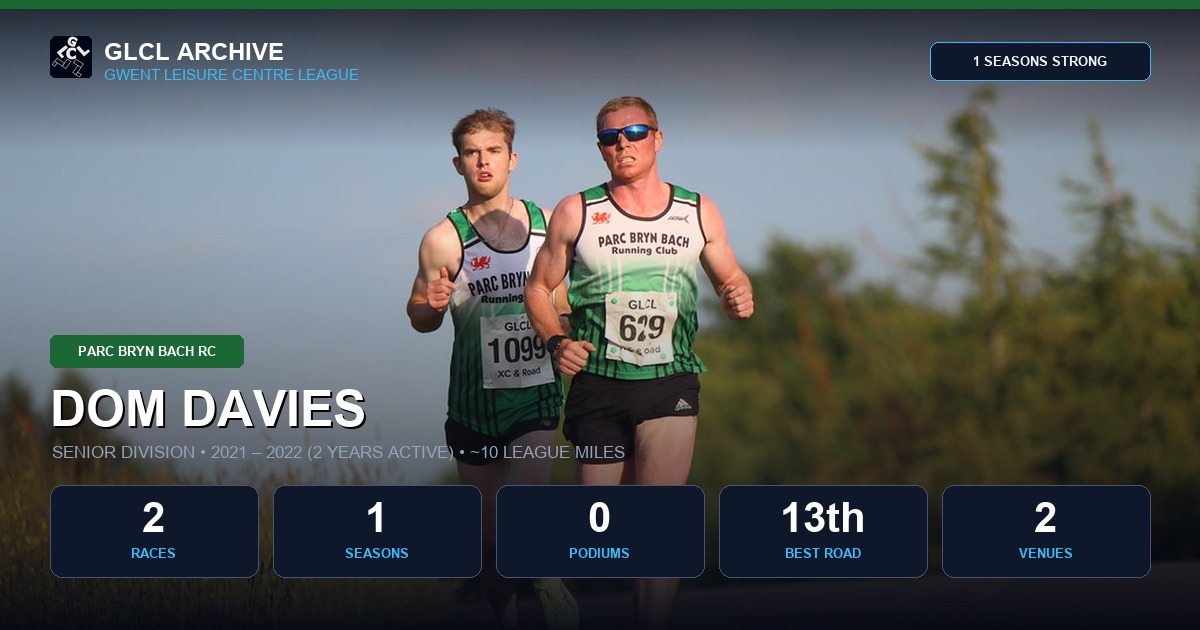 GLCL ARCHIVE
GWENT LEISURE CENTRE LEAGUE
1 SEASONS STRONG
PARC BRYN
Running
GLCL
1099
XC & Road
PARC BRYN BACH
Running Club
GLCL
629
PARC BRYN BACH RC
DOM DAVIES
SENIOR DIVISION • 2021 – 2022 (2 YEARS ACTIVE) • ~10 LEAGUE MILES
2
RACES
1
SEASONS
0
PODIUMS
13th
BEST ROAD
2
VENUES